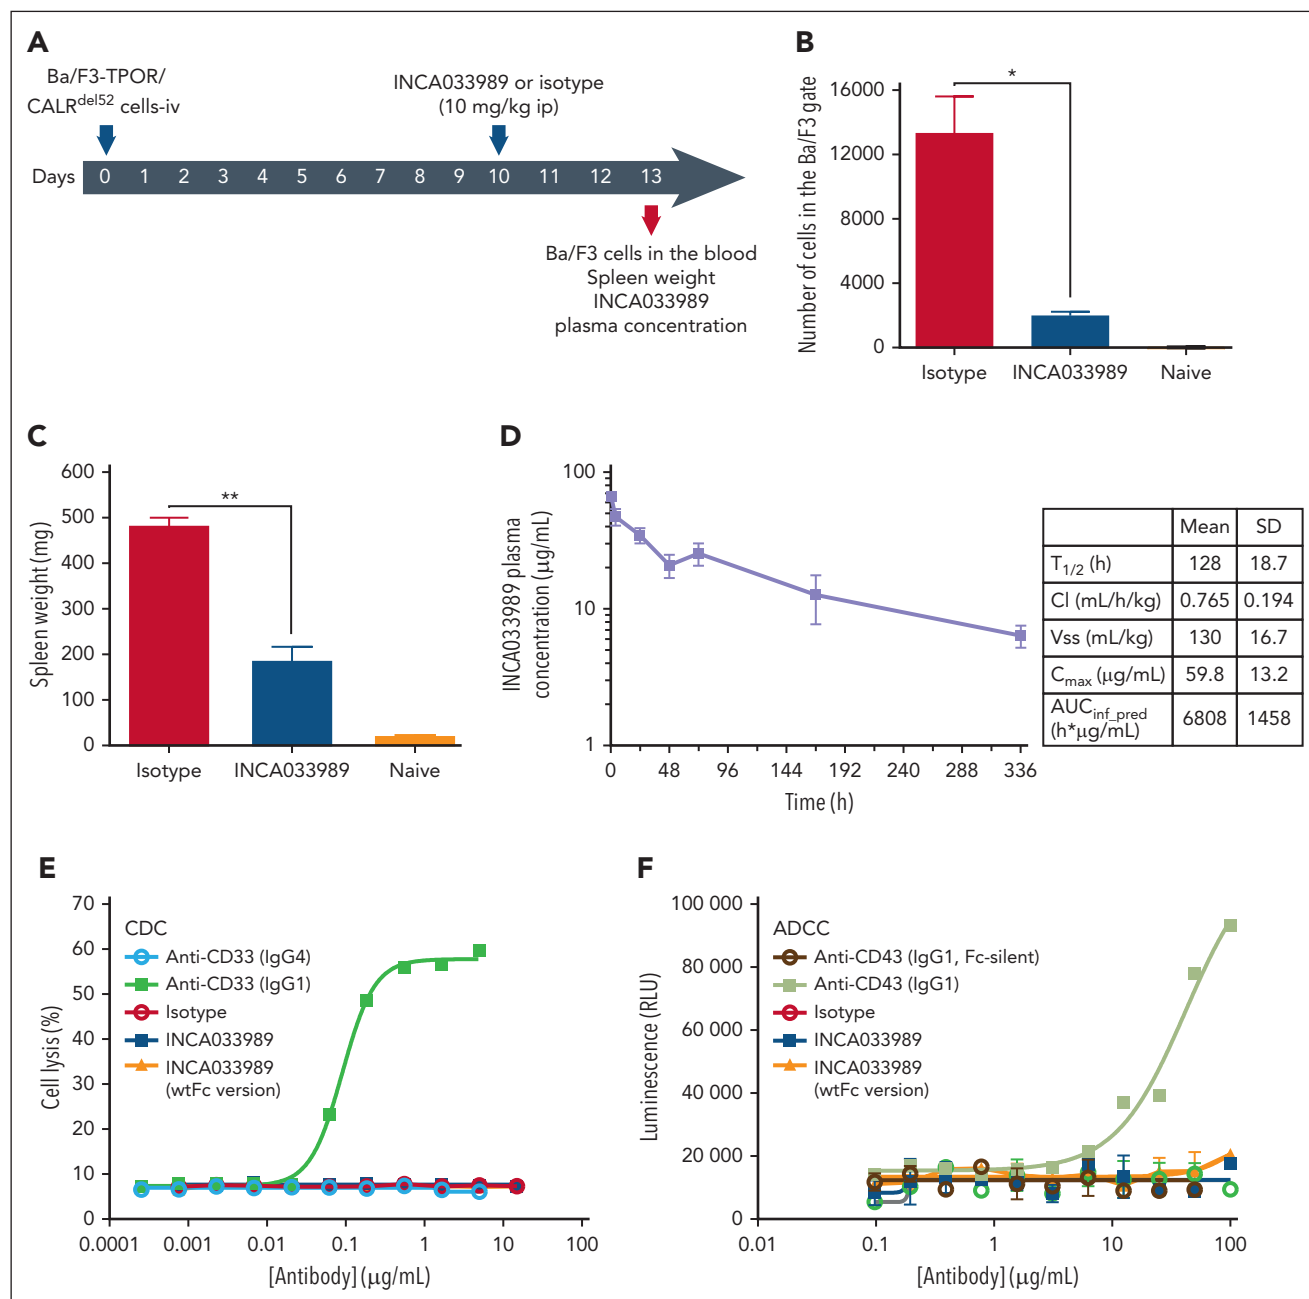 A
Ba/F3-TPOR/
CALRdel52 cells-iv
INCA033989 or isotype
(10 mg/kg ip)
Days 0 1 2 3 4 5 6 7 8 9 10 11 12 13
Ba/F3 cells in the blood
Spleen weight
INCA033989
plasma concentration
B
Number of cells in the Ba/F3 gate
16000
12000
8000
4000
0
*
Isotype INCA033989 Naive
C
Spleen weight (mg)
600
500
400
300
200
100
0
**
Isotype INCA033989 Naive
D
INCA033989 plasma
concentration (μg/mL)
100
10
1
0 48 96 144 192 240 288 336
Time (h)
Mean SD
T1/2 (h) 128 18.7
Cl (mL/h/kg) 0.765 0.194
Vss (mL/kg) 130 16.7
Cmax (μg/mL) 59.8 13.2
AUCinf_pred
(h*μg/mL) 6808 1458
E
Cell lysis (%)
70
60
50
40
30
20
10
0
CDC
Anti-CD33 (IgG4)
Anti-CD33 (IgG1)
Isotype
INCA033989
INCA033989
(wtFc version)
0.0001 0.001 0.01 0.1 1 10 100
[Antibody] (μg/mL)
F
Luminescence (RLU)
100 000
80 000
60 000
40 000
20 000
0
ADCC
Anti-CD43 (IgG1, Fc-silent)
Anti-CD43 (IgG1)
Isotype
INCA033989
INCA033989
(wtFc version)
0.01 0.1 1 10 100
[Antibody] (μg/mL)